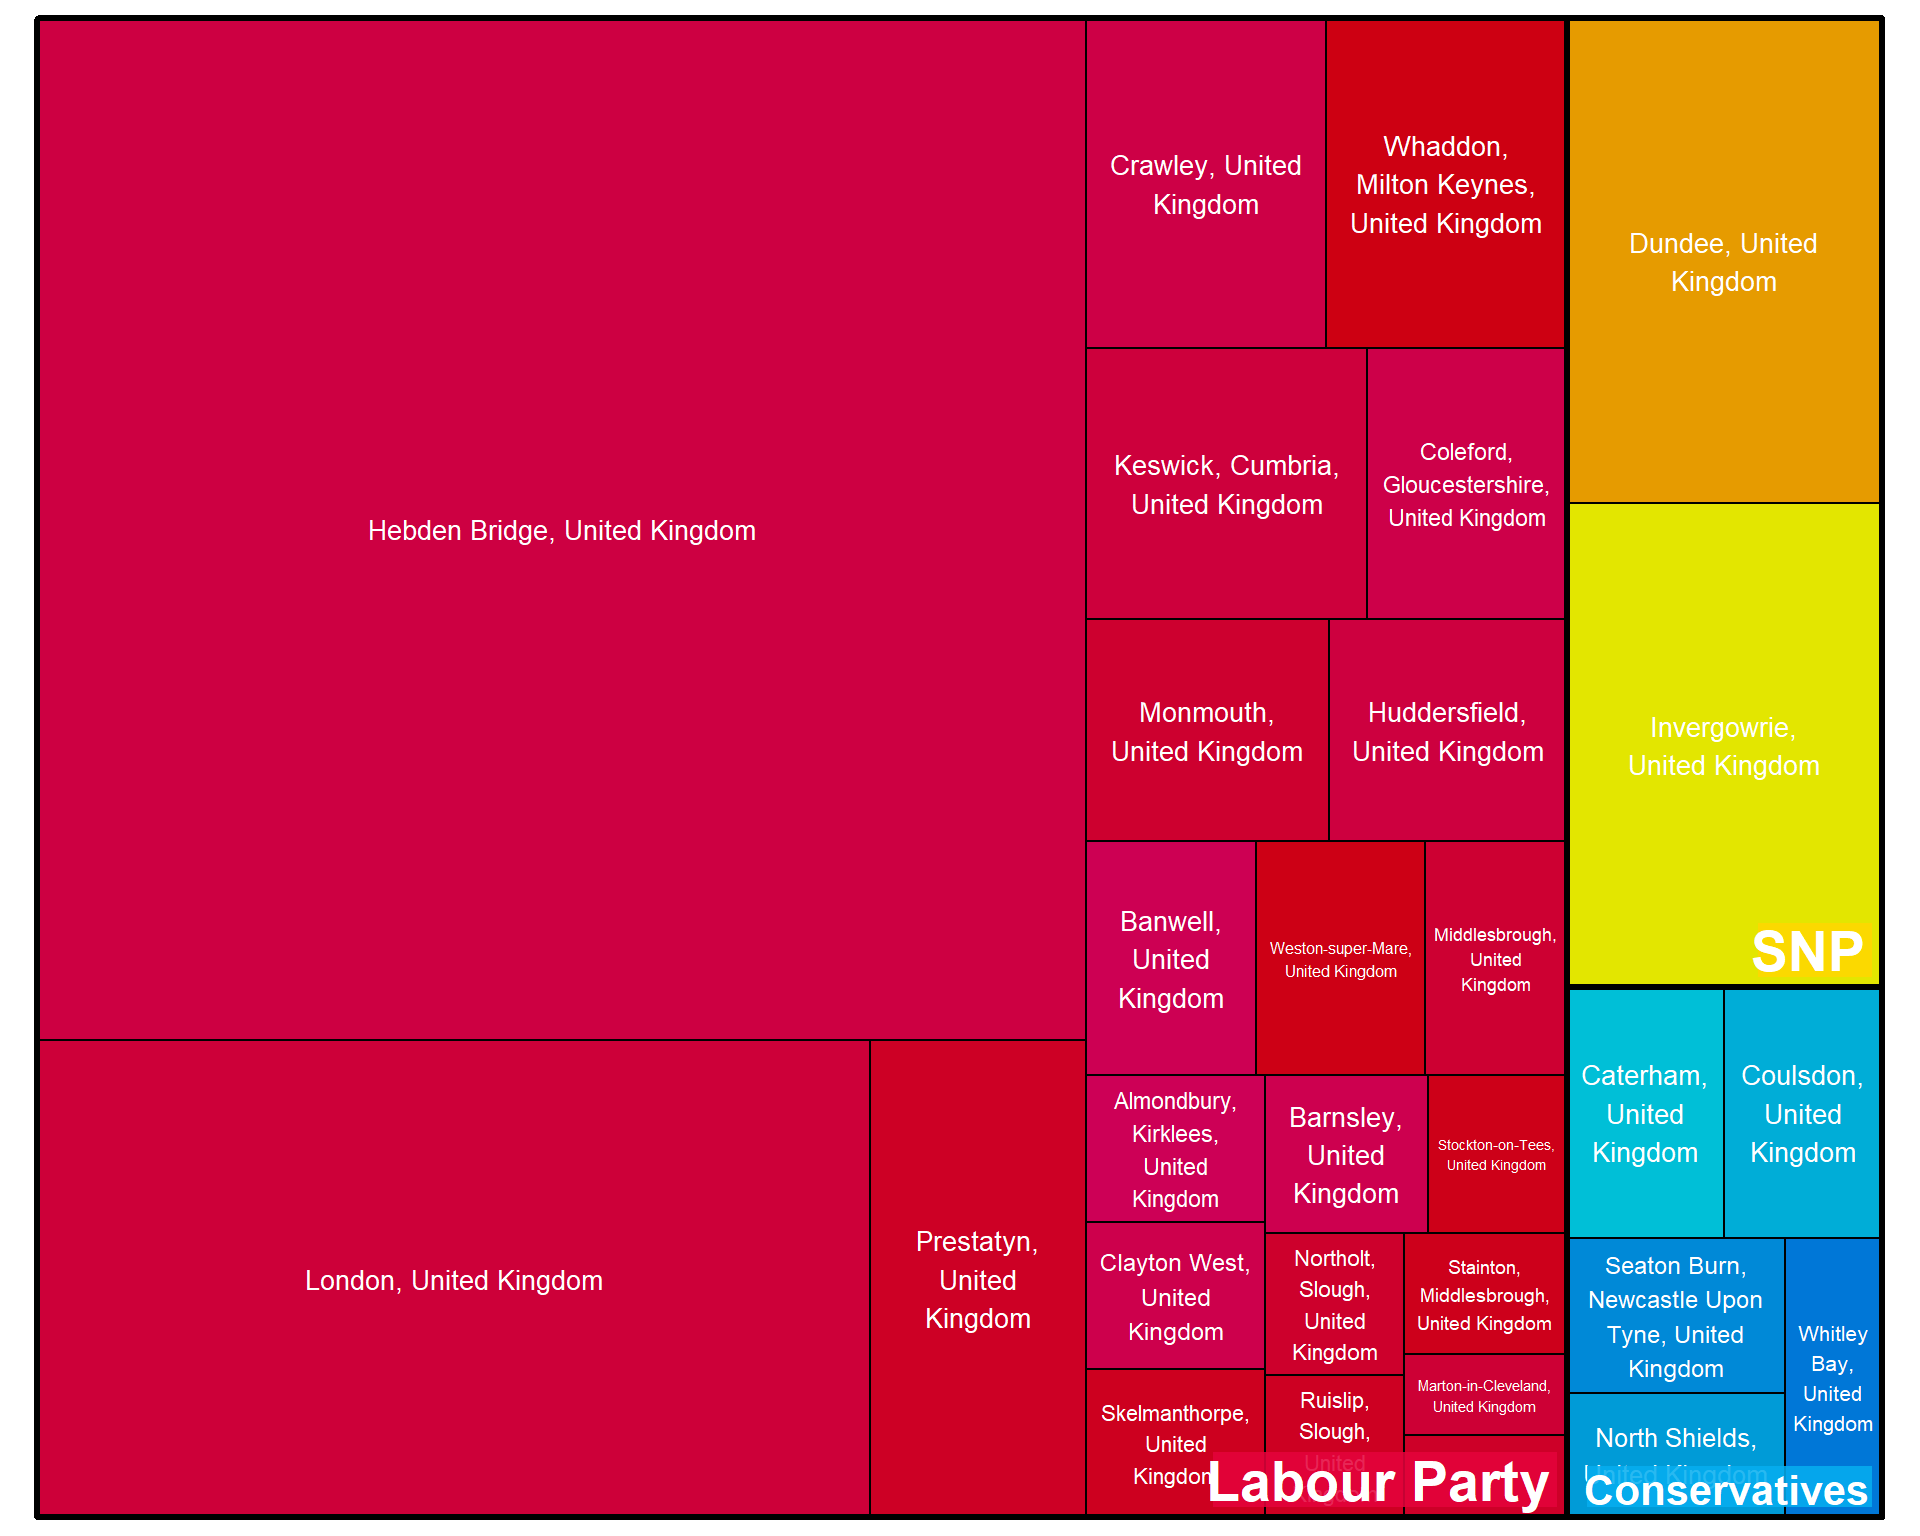 Hebden Bridge, United Kingdom
London, United Kingdom
Prestatyn,
United
Kingdom
Crawley, United
Kingdom
Whaddon,
Milton Keynes,
United Kingdom
Keswick, Cumbria,
United Kingdom
Coleford,
Gloucestershire,
United Kingdom
Monmouth,
United Kingdom
Huddersfield,
United Kingdom
Banwell,
United
Kingdom
Weston-super-Mare,
United Kingdom
Middlesbrough,
United
Kingdom
Almondbury,
Kirklees,
United
Kingdom
Barnsley,
United
Kingdom
Stockton-on-Tees,
United Kingdom
Clayton West,
United
Kingdom
Northolt,
Slough,
United
Kingdom
Stainton,
Middlesbrough,
United Kingdom
Marton-in-Cleveland,
United Kingdom
Skelmanthorpe,
United
Kingdom
Ruislip,
Slough,
United
Labour Party
Dundee, United
Kingdom
Invergowrie,
United Kingdom
SNP
Caterham,
United
Kingdom
Coulsdon,
United
Kingdom
Seaton Burn,
Newcastle Upon
Tyne, United
Kingdom
Whitley
Bay,
United
Kingdom
North Shields,
United Kingdom
Conservatives